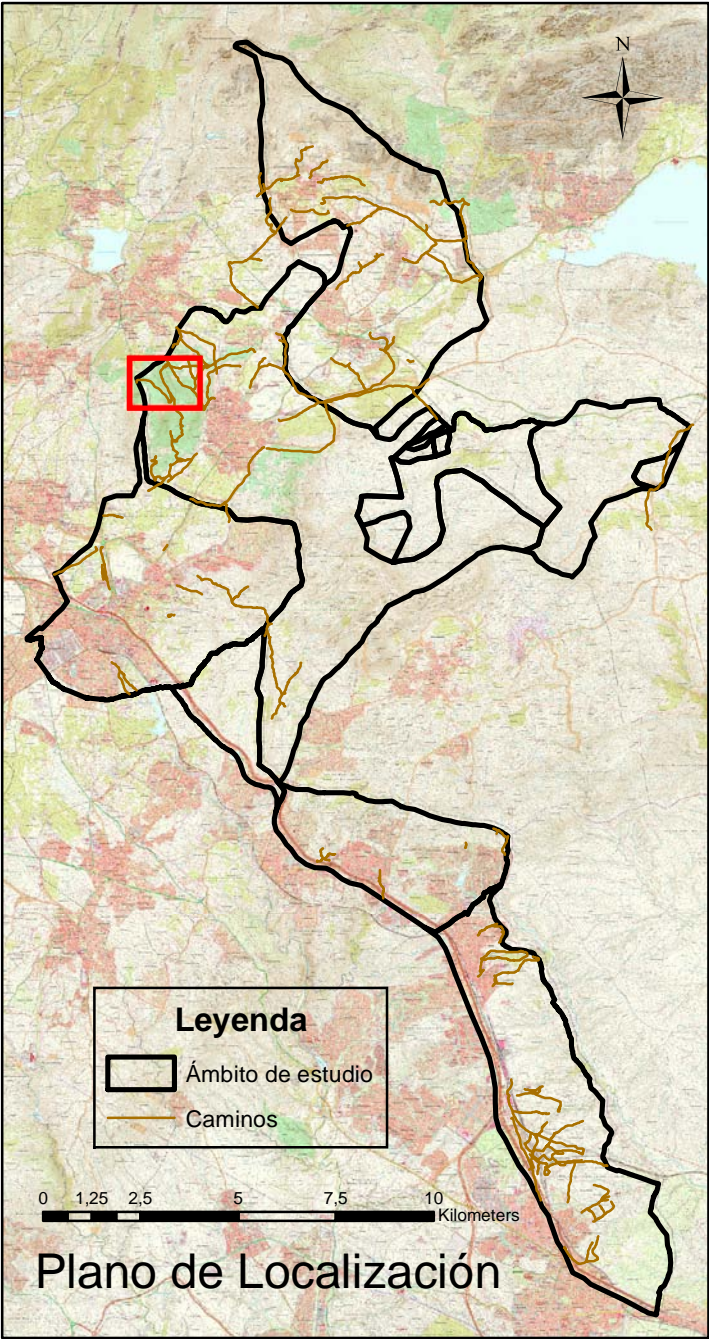 N
Leyenda
Ámbito de estudio
Caminos
0 1,25 2,5 5 7,5 10
Kilometers
Plano de Localización